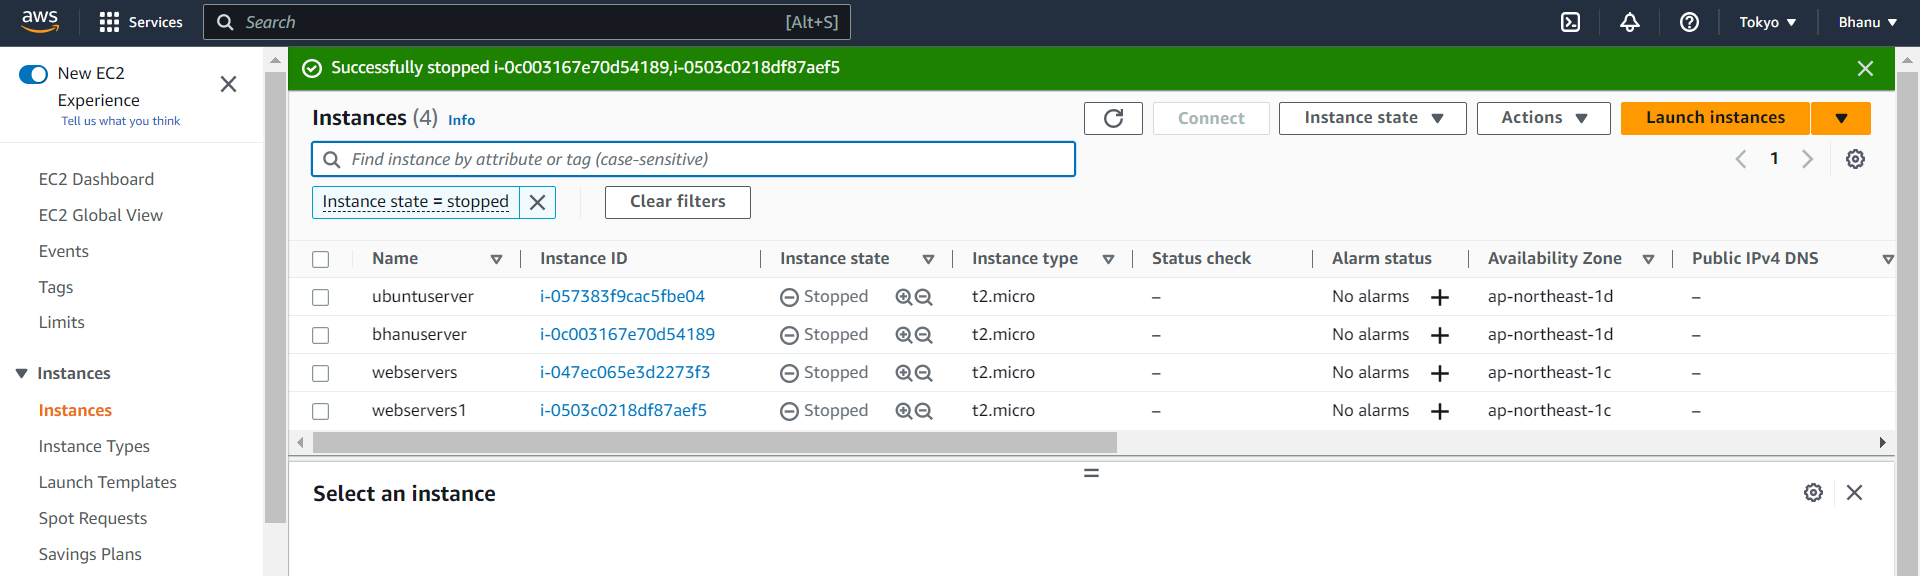 aws Services Search [Alt+S] Tokyo Bhanu
New EC2
Experience
Tell us what you think
EC2 Dashboard
EC2 Global View
Events
Tags
Limits
Instances
Instances
Instance Types
Launch Templates
Spot Requests
Savings Plans
Successfully stopped i-0c003167e70d54189,i-0503c0218df87aef5
Instances (4) Info Connect Instance state Actions Launch instances
Find instance by attribute or tag (case-sensitive) 1
Instance state = stopped Clear filters
Name Instance ID Instance state Instance type Status check Alarm status Availability Zone Public IPv4 DNS
ubuntuserver i-057383f9cac5fbe04 Stopped t2.micro – No alarms ap-northeast-1d –
bhanuserver i-0c003167e70d54189 Stopped t2.micro – No alarms ap-northeast-1d –
webservers i-047ec065e3d2273f3 Stopped t2.micro – No alarms ap-northeast-1c –
webservers1 i-0503c0218df87aef5 Stopped t2.micro – No alarms ap-northeast-1c –
Select an instance